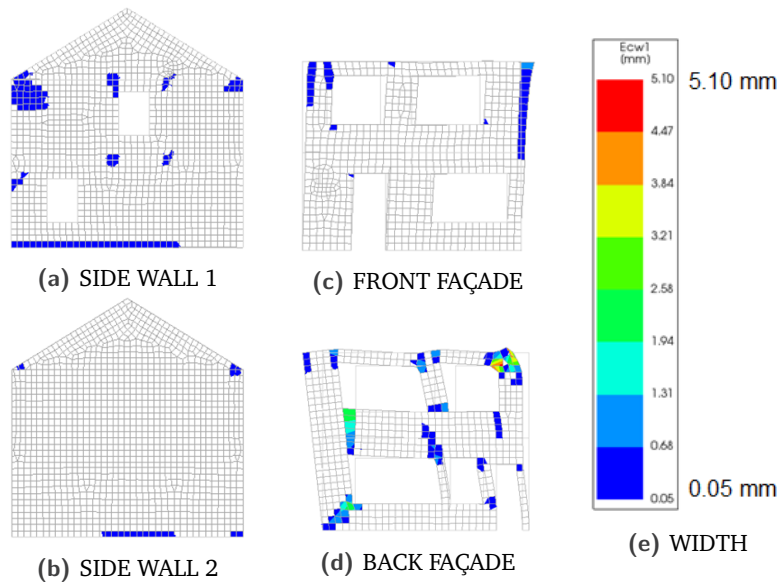 (a) SIDE WALL 1
(c) FRONT FAÇADE
(b) SIDE WALL 2
(d) BACK FAÇADE
Ecw1
(mm)
5.10
4.47
3.84
3.21
2.58
1.94
1.31
0.68
0.05
5.10 mm
0.05 mm
(e) WIDTH